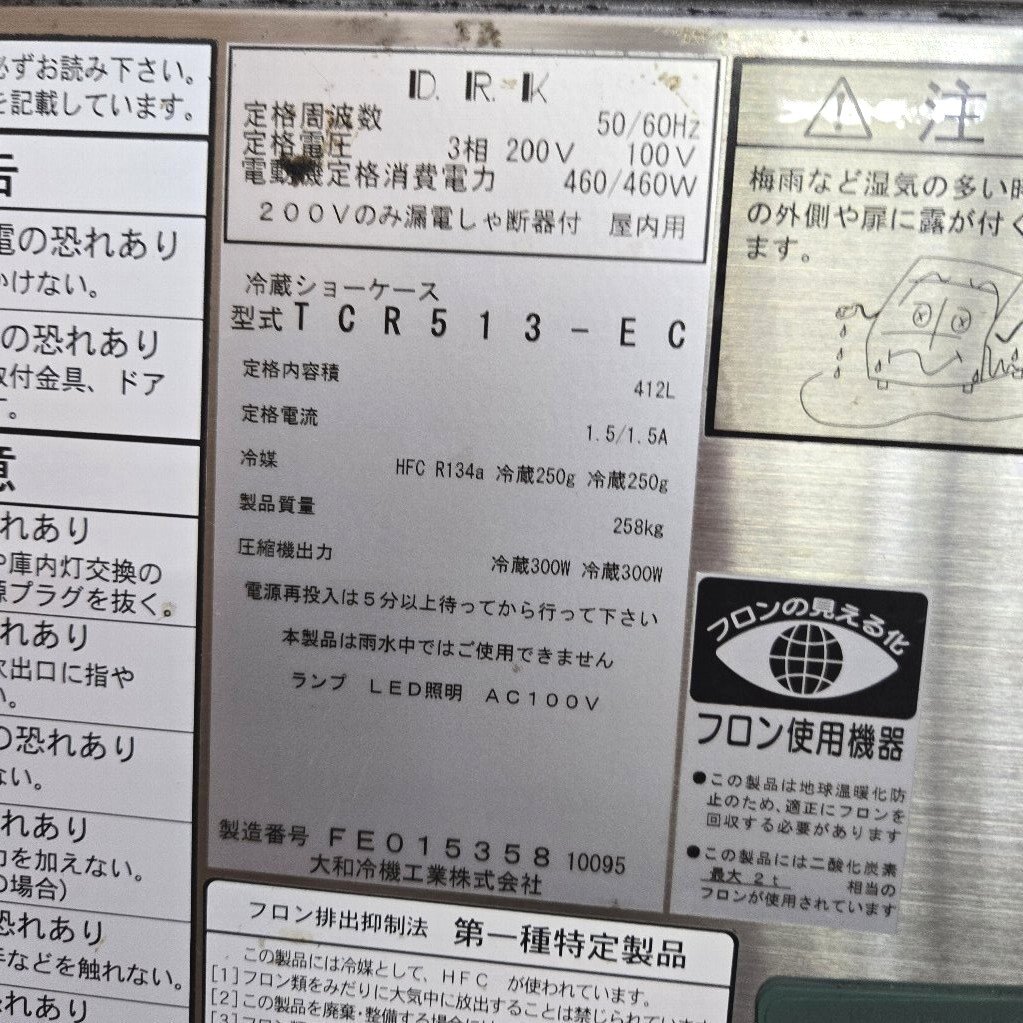 ずお読み下さい。
を記載しています。
告
電の恐れあり
かけない。
の恐れあり
取付金具、ドア
意
れあり
や庫内灯交換の
源プラグを抜く。
れあり
吹出口に指や
い。
の恐れあり
ない。
れあり
力を加えない。
の場合)
恐れあり
手などを触れない。
れあり
D. R. K
定格周波数 50/60Hz
定格電圧 3相 200V 100V
電動機定格消費電力 460/460W
200Vのみ漏電しゃ断器付 屋内用
冷蔵ショーケース
型式TCR513-EC
定格内容積 412L
定格電流 1.5/1.5A
冷媒 HFC R134a 冷蔵250g 冷蔵250g
製品質量 258kg
圧縮機出力 冷蔵300W 冷蔵300W
電源再投入は5分以上待ってから行って下さい
本製品は雨水中ではご使用できません
ランプ LED照明 AC100V
製造番号 FE015358 10095
大和冷機工業株式会社
注
梅雨など湿気の多い時
の外側や扉に露が付く
ます。
フロンの見える化
フロン使用機器
●この製品は地球温暖化防
止のため、適正にフロンを
回収する必要があります
●この製品には二酸化炭素
最大 2t 相当の
フロンが使用されています
フロン排出抑制法 第一種特定製品
この製品には冷媒として、HFC が使われています。
[1]フロン類をみだりに大気中に放出することは禁じられています
[2]この製品を廃棄・整備する場合には
[3]フロン類